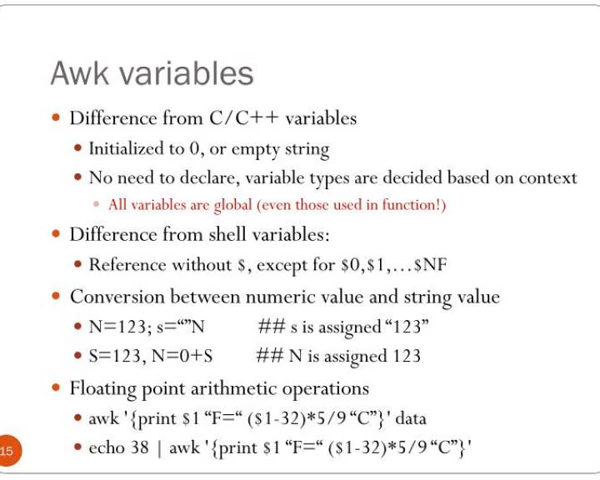 Awk variables
• Difference from C/C++ variables
• Initialized to 0, or empty string
• No need to declare, variable types are decided based on context
• All variables are global (even those used in function!)
• Difference from shell variables:
• Reference without $, except for $0,$1,…$NF
• Conversion between numeric value and string value
• N=123; s=“”N ## s is assigned “123”
• S=123, N=0+S ## N is assigned 123
• Floating point arithmetic operations
• awk '{print $1 “F=“ ($1-32)*5/9 “C”}' data
• echo 38 | awk '{print $1 “F=“ ($1-32)*5/9 “C”}'
15